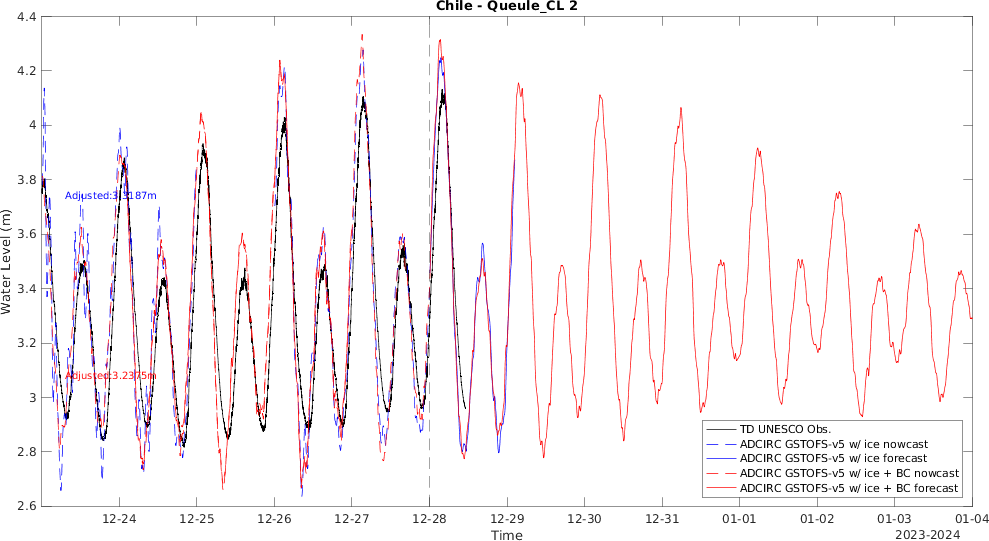 Chile - Queule_CL 2
4.4
4.2
4
3.8
3.6
3.4
3.2
3
2.8
2.6
Water Level (m)
Adjusted:3.3187m
Adjusted:3.2375m
TD UNESCO Obs.
ADCIRC GSTOFS-v5 w/ ice nowcast
ADCIRC GSTOFS-v5 w/ ice forecast
ADCIRC GSTOFS-v5 w/ ice + BC nowcast
ADCIRC GSTOFS-v5 w/ ice + BC forecast
12-24 12-25 12-26 12-27 12-28 12-29 12-30 12-31 01-01 01-02 01-03 01-04
Time
2023-2024